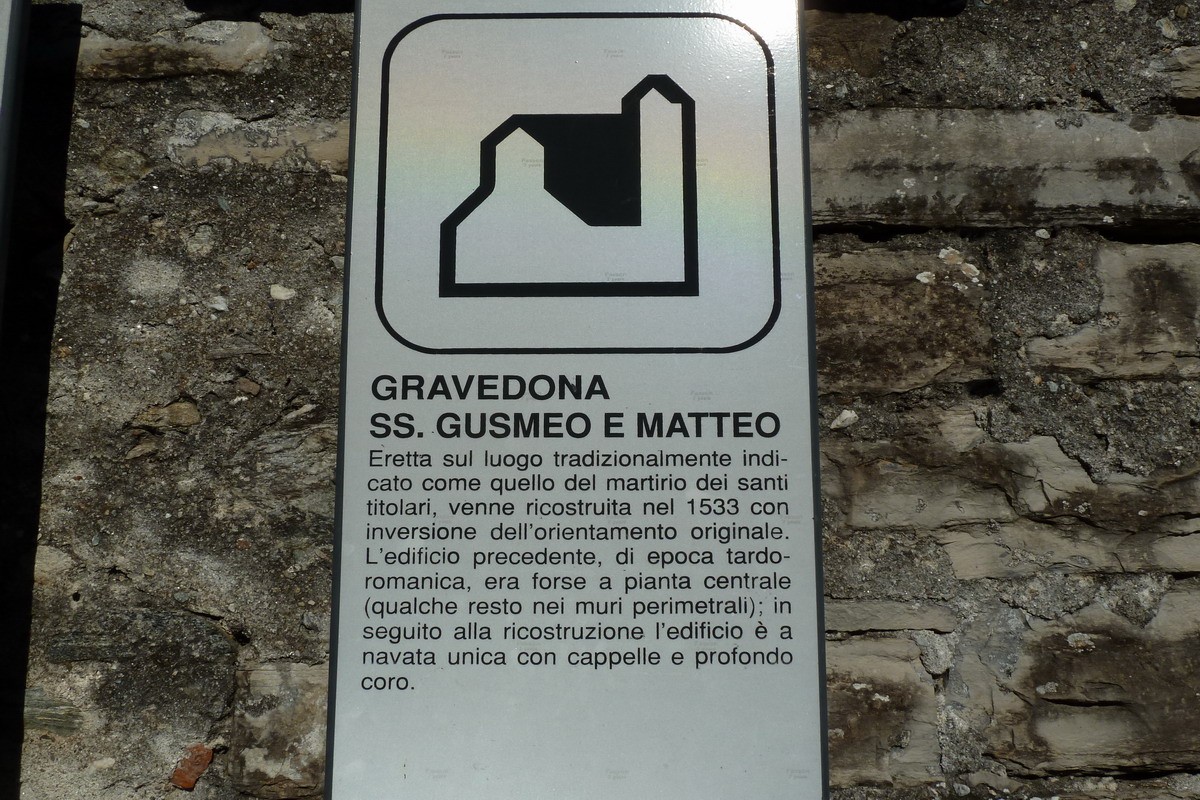 GRAVEDONA
SS. GUSMEO E MATTEO
Eretta sul luogo tradizionalmente indi-
cato come quello del martirio dei santi
titolari, venne ricostruita nel 1533 con
inversione dell'orientamento originale.
L'edificio precedente, di epoca tardo-
romanica, era forse a pianta centrale
(qualche resto nei muri perimetrali); in
seguito alla ricostruzione l'edificio è a
navata unica con cappelle e profondo
coro.